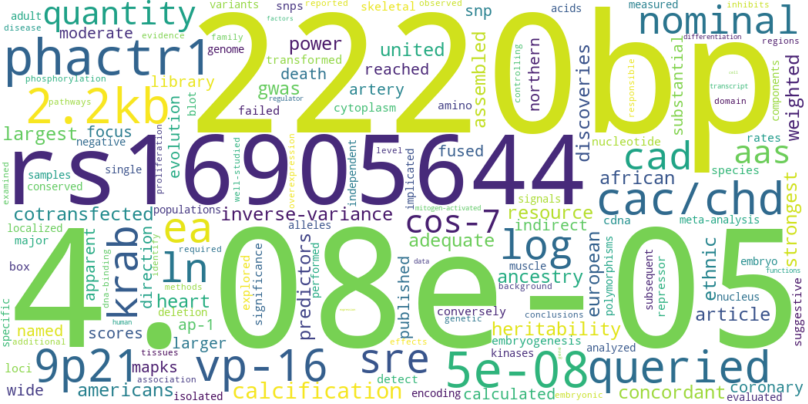 adult quantity variants snps skeletal reported observed acids measured inhibits nominal
disease moderate factors snp differentiation regions
evidence family power united assembled
phactr1 genome transformed reached controlling northern responsible cell transcript components weighted
phosphorylation library death artery gwas amino domain substantial
2.2kb pathways blot failed regulator cytoplasm
2220bp
largest focus evolution negative proliferation well-studied overexpression independent level fused discoveries nucleotide rates aas
examined samples single implicated cad species
conserved
rs16905644
signals african cac/chd strongest
cotransfected populations inverse-variance cos-7 mitogen-activated resource cdna meta-analysis
localized alleles adequate indirect
major apparent direction ea required predictors performed muscle log european polymorphisms ethnic embryo
box krab dna-binding identity explored significance data background ancestry subsequent repressor nucleus functions
4.08e-05
specific ln methods published conversely genetic article suggestive
named scores heart deletion heritability
additional ap-1 human larger effects embryogenesis conclusions
9p21 tissues vp-16 sre kinases analyzed 5e-08 queried
loci mapks association detect embryonic coronary
wide americans isolated calcification encoding calculated concordant evaluated